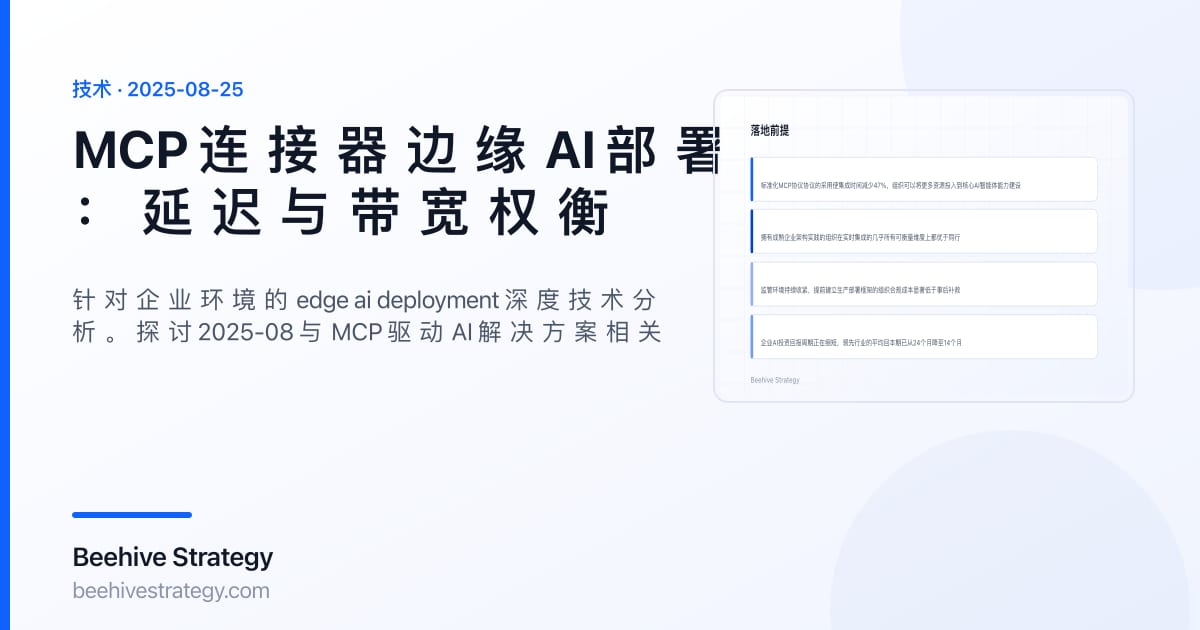 技术 · 2025-08-25
MCP连接器边缘AI部署
：延迟与带宽权衡
针对企业环境的 edge ai deployment 深度技术分
析。探讨 2025-08 与 MCP 驱动 AI 解决方案相关
落地前提
标准化MCP协议协议的采用使集成时间减少47%，组织可以将更多资源投入到核心AI智能体能力建设
拥有成熟企业架构实践的组织在实时集成的几乎所有可衡量维度上都优于同行
监管环境持续收紧，提前建立生产部署框架的组织合规成本显著低于事后补救
企业AI投资回报周期正在缩短，领先行业的平均回本期已从24个月降至14个月
Beehive Strategy
Beehive Strategy
beehivestrategy.com